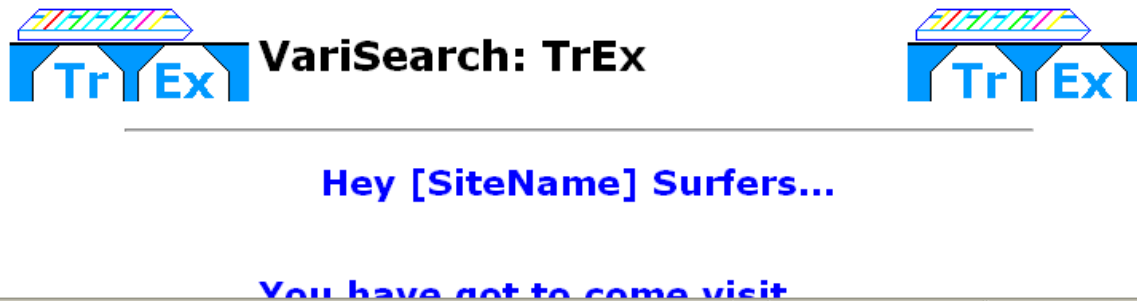 Tr Ex VariSearch: TrEx Tr Ex
Hey [SiteName] Surfers...
You have got to come visit